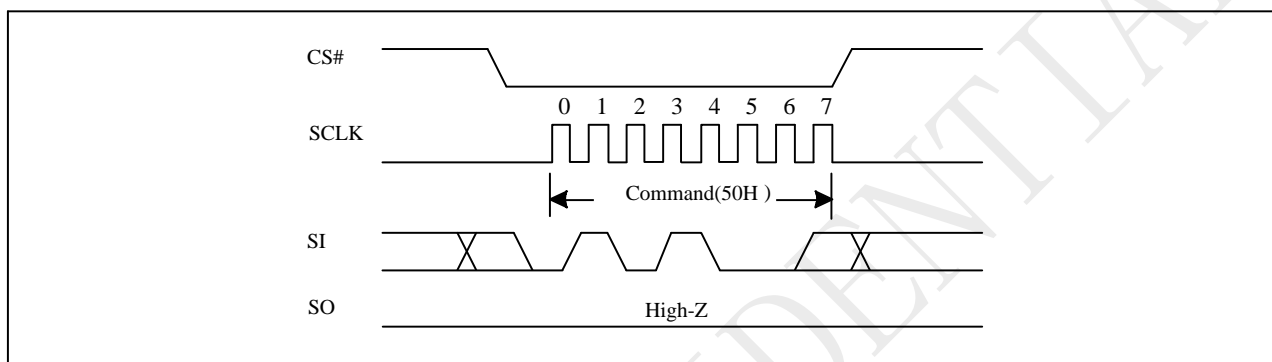 CS#
0 1 2 3 4 5 6 7
SCLK
Command(50H )
SI
SO
High-Z